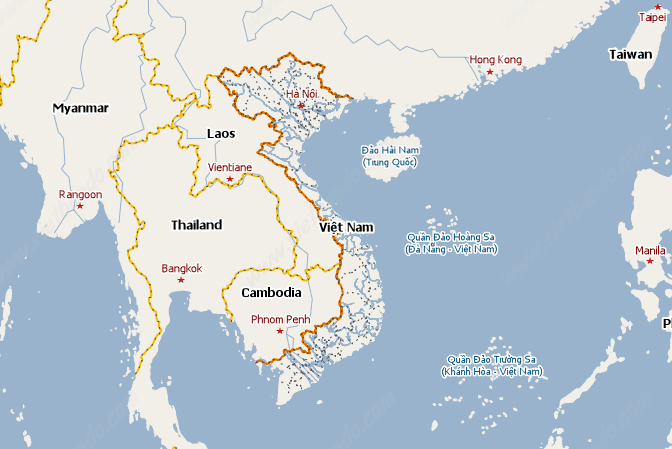 Taipei
Taiwan
Hong Kong
Hà Nội
Myanmar
Laos
Đảo Hải Nam
(Trung Quốc)
Vientiane
Rangoon
Thailand
Việt Nam
Quần Đảo Hoàng Sa
(Đà Nẵng - Việt Nam)
Manila
Bangkok
Cambodia
Phnom Penh
P
Quần Đảo Trường Sa
(Khánh Hòa - Việt Nam)